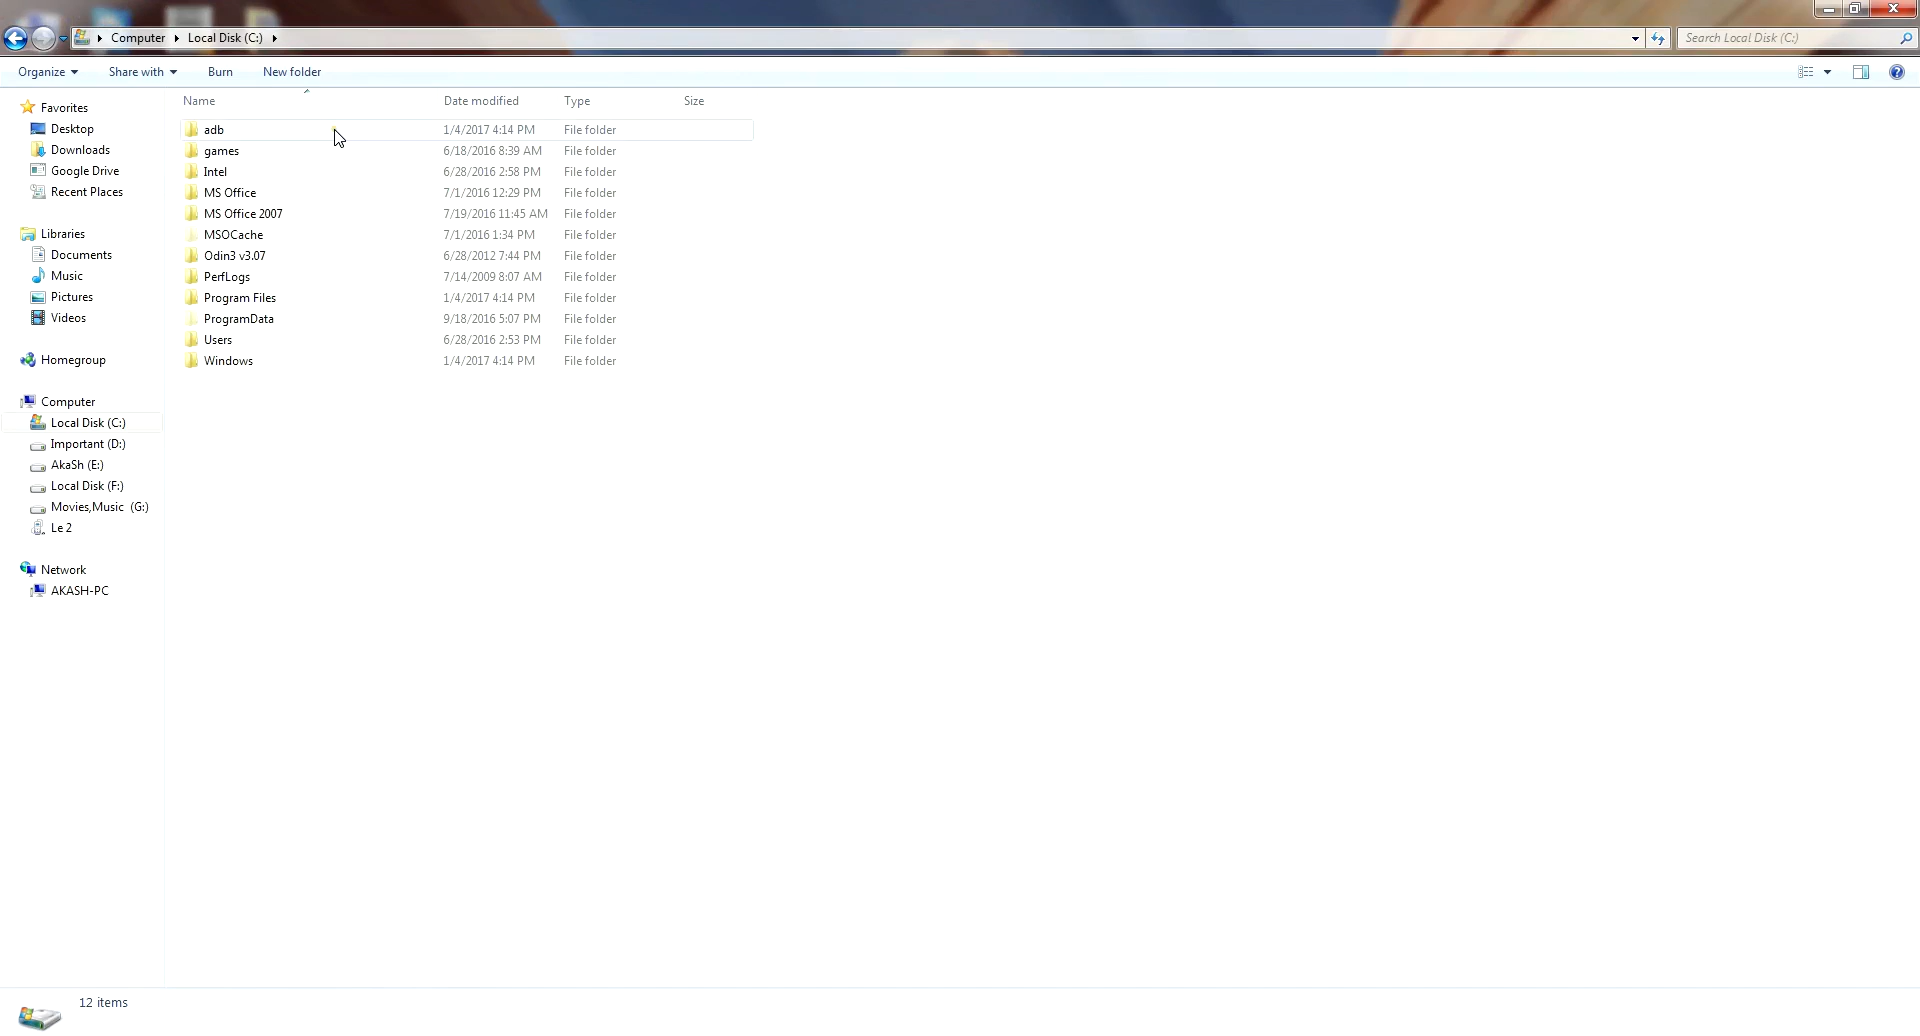 Computer Local Disk (C:) Search Local Disk (C:)
Organize Share with Burn New folder
Favorites
Desktop
Downloads
Google Drive
Recent Places
Libraries
Documents
Music
Pictures
Videos
Homegroup
Computer
Local Disk (C:)
Important (D:)
AkaSh (E:)
Local Disk (F:)
Movies,Music (G:)
Le 2
Network
AKASH-PC
Name Date modified Type Size
adb 1/4/2017 4:14 PM File folder
games 6/18/2016 8:39 AM File folder
Intel 6/28/2016 2:58 PM File folder
MS Office 7/1/2016 12:29 PM File folder
MS Office 2007 7/19/2016 11:45 AM File folder
MSOCache 7/1/2016 1:34 PM File folder
Odin3 v3.07 6/28/2012 7:44 PM File folder
PerfLogs 7/14/2009 8:07 AM File folder
Program Files 1/4/2017 4:14 PM File folder
ProgramData 9/18/2016 5:07 PM File folder
Users 6/28/2016 2:53 PM File folder
Windows 1/4/2017 4:14 PM File folder
12 items